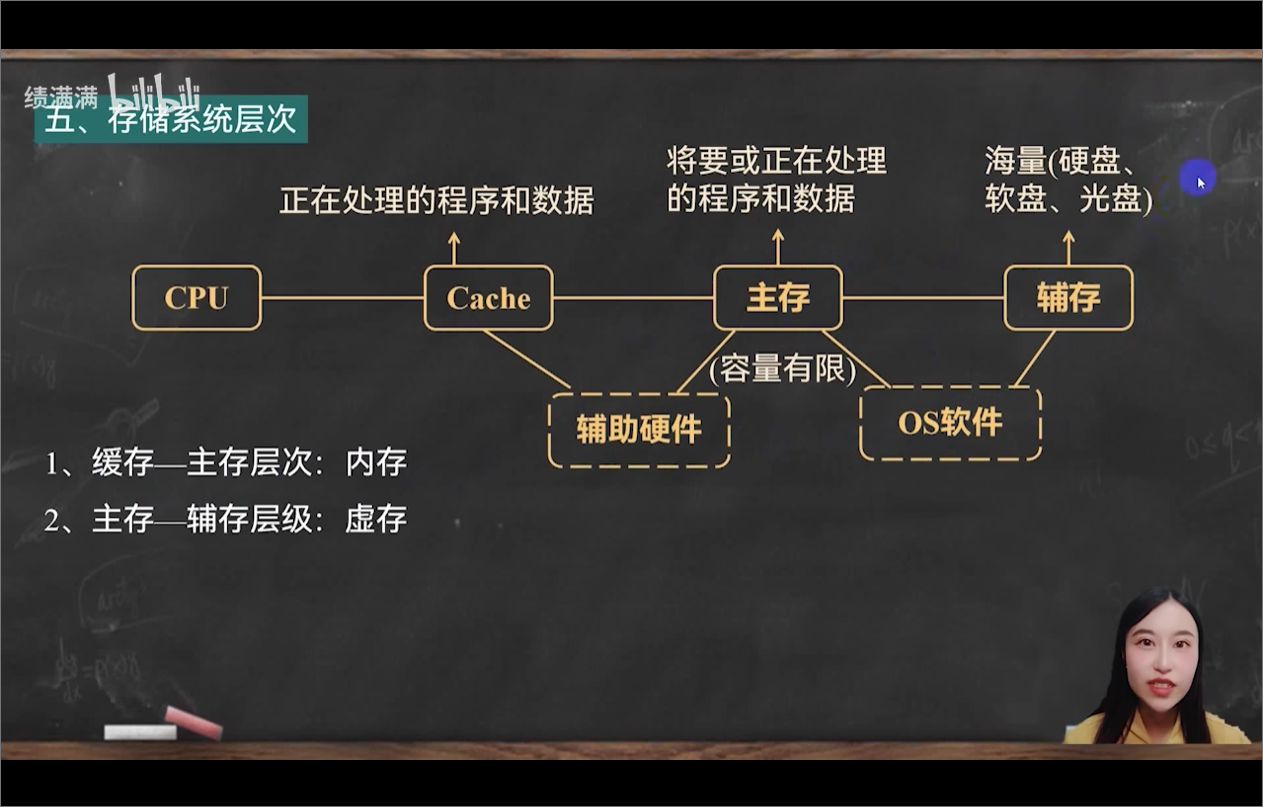 绩满满 bilibili
五、存储系统层次
正在处理的程序和数据
将要或正在处理
的程序和数据
海量(硬盘、
软盘、光盘)
CPU
Cache
主存
辅存
(容量有限)
辅助硬件
OS软件
1、缓存—主存层次：内存
2、主存—辅存层级：虚存